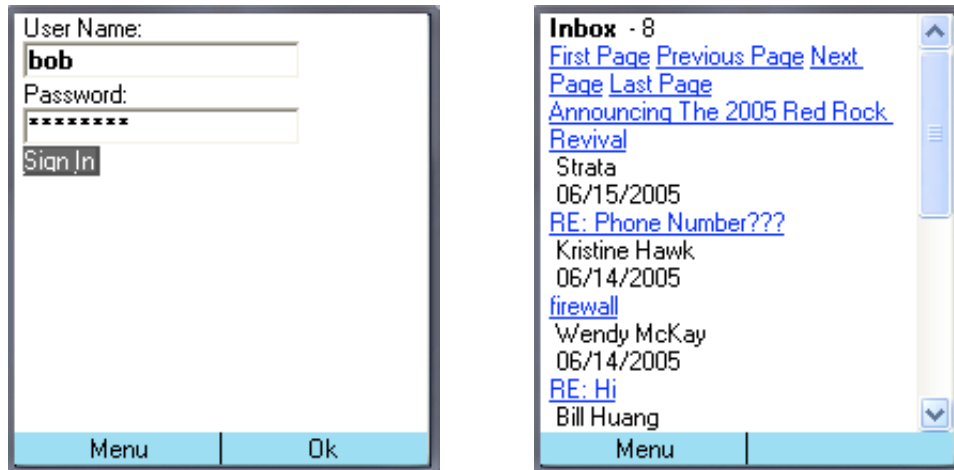 User Name:
bob
Password:
********
Sign In
Menu Ok
Inbox - 8
First Page Previous Page Next
Page Last Page
Announcing The 2005 Red Rock
Revival
Strata
06/15/2005
RE: Phone Number???
Kristine Hawk
06/14/2005
firewall
Wendy McKay
06/14/2005
RE: Hi
Bill Huang
Menu